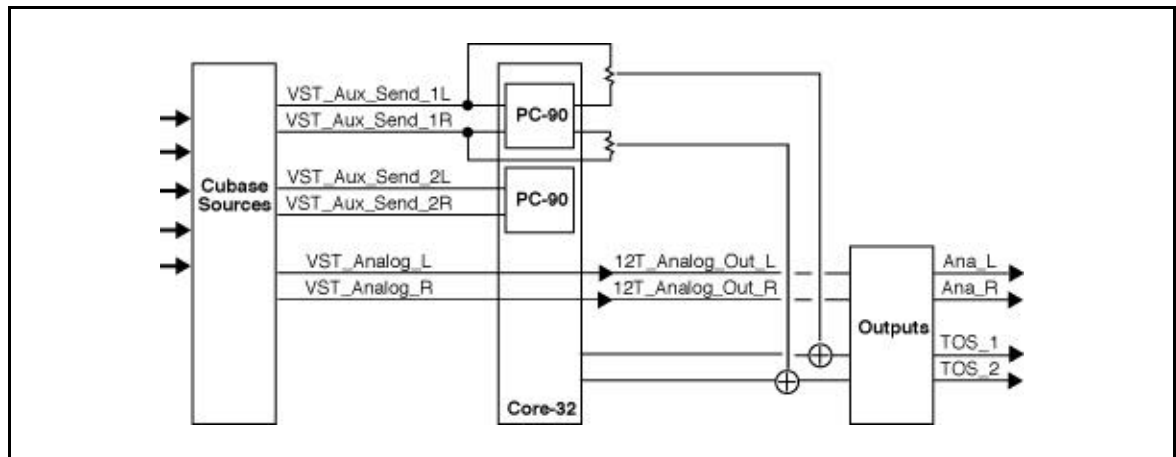 VST_Aux_Send_1L
VST_Aux_Send_1R
PC-90
Cubase
Sources
VST_Aux_Send_2L
VST_Aux_Send_2R
PC-90
VST_Analog_L
12T_Analog_Out_L
Ana_L
VST_Analog_R
12T_Analog_Out_R
Ana_R
Outputs
TOS_1
TOS_2
Core-32